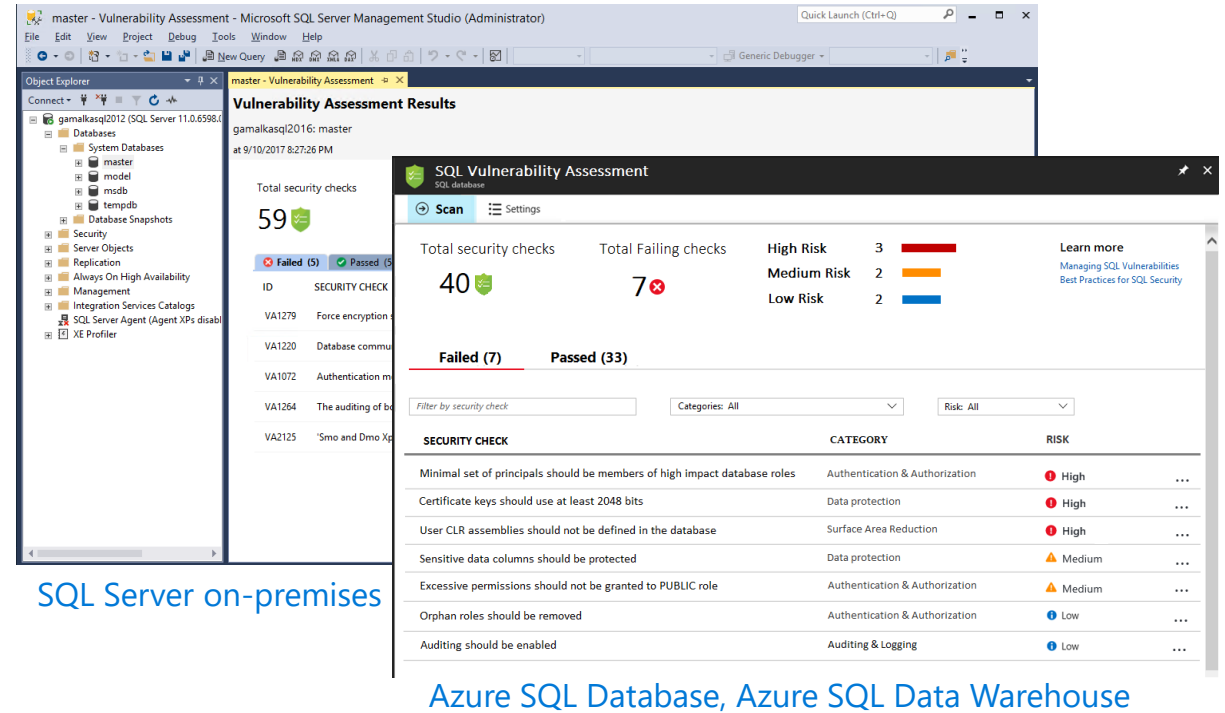 master - Vulnerability Assessment - Microsoft SQL Server Management Studio (Administrator)
Quick Launch (Ctrl+Q)
File Edit View Project Debug Tools Window Help
New Query
Generic Debugger
Object Explorer
Connect
gamalkasql2012 (SQL Server 11.0.6598.0
Databases
System Databases
master
model
msdb
tempdb
Database Snapshots
Security
Server Objects
Replication
Always On High Availability
Management
Integration Services Catalogs
SQL Server Agent (Agent XPs disabl
XE Profiler
master - Vulnerability Assessment
Vulnerability Assessment Results
gamalkasql2016: master
at 9/10/2017 8:27:26 PM
Total security checks
59
Failed (5) Passed (5
ID SECURITY CHECK
VA1279 Force encryption s
VA1220 Database commu
VA1072 Authentication m
VA1264 The auditing of bo
VA2125 'Smo and Dmo Xp
SQL Server on-premises
SQL Vulnerability Assessment
SQL database
Scan Settings
Total security checks
40
Total Failing checks
7
High Risk 3
Medium Risk 2
Low Risk 2
Learn more
Managing SQL Vulnerabilities
Best Practices for SQL Security
Failed (7) Passed (33)
Filter by security check Categories: All Risk: All
SECURITY CHECK CATEGORY RISK
Minimal set of principals should be members of high impact database roles Authentication & Authorization High ...
Certificate keys should use at least 2048 bits Data protection High ...
User CLR assemblies should not be defined in the database Surface Area Reduction High ...
Sensitive data columns should be protected Data protection Medium ...
Excessive permissions should not be granted to PUBLIC role Authentication & Authorization Medium ...
Orphan roles should be removed Authentication & Authorization Low ...
Auditing should be enabled Auditing & Logging Low ...
Azure SQL Database, Azure SQL Data Warehouse